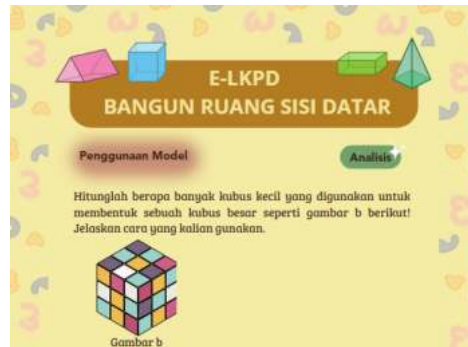 E-LKPD
BANGUN RUANG SISI DATAR
Penggunaan Model
Analisis
Hitunglah berapa banyak kubus kecil yang digunakan untuk
membentuk sebuah kubus besar seperti gambar b berikut!
Jelaskan cara yang kalian gunakan.
Gambar b